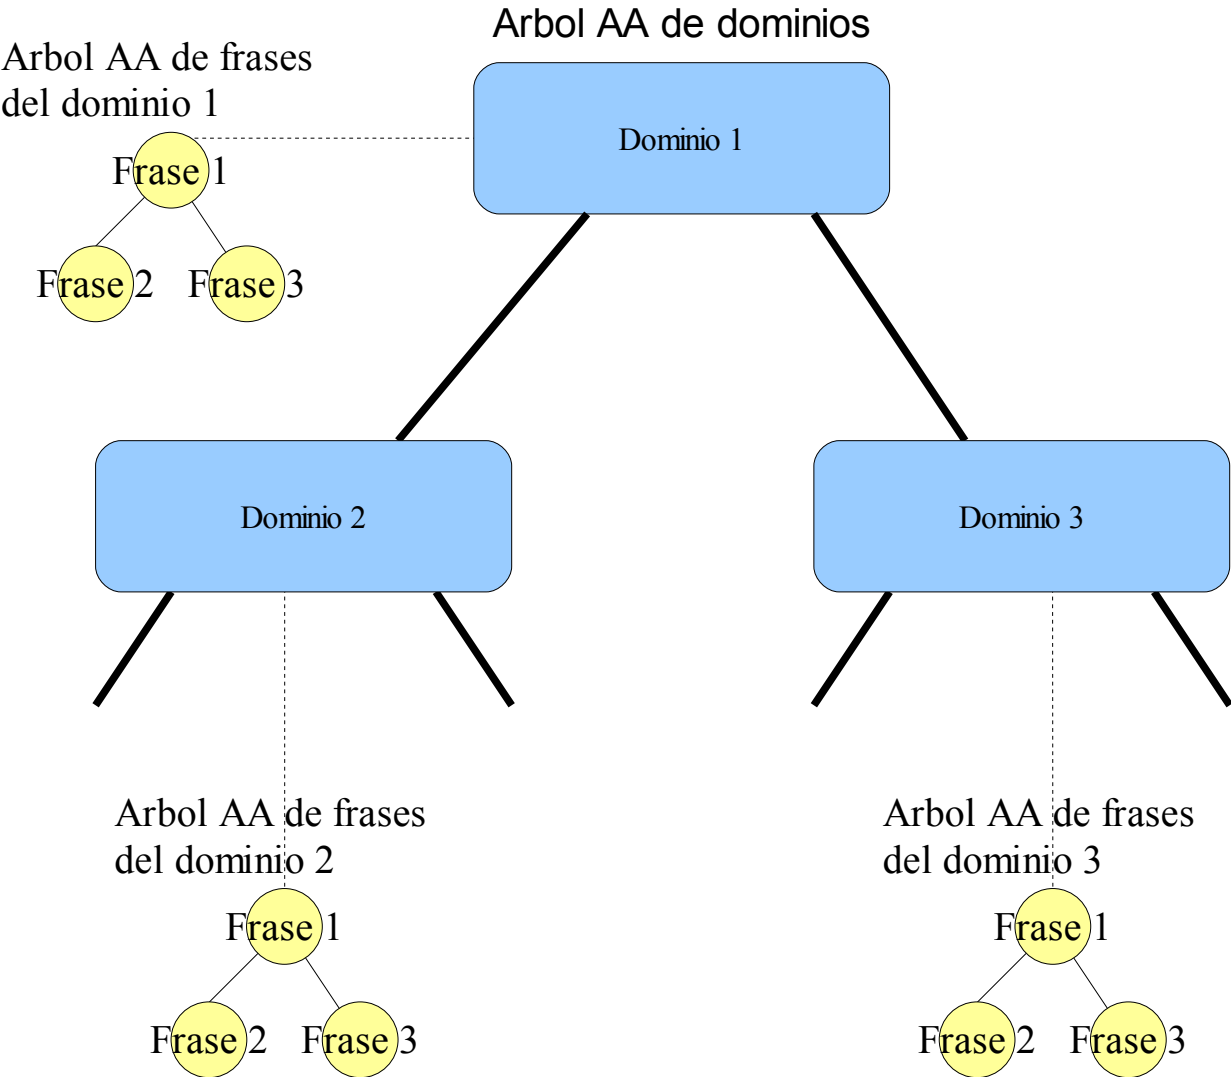 Arbol AA de dominios
Arbol AA de frases
del dominio 1
Dominio 1
Frase 1
Frase 2
Frase 3
Dominio 2
Dominio 3
Arbol AA de frases
del dominio 2
Frase 1
Frase 2
Frase 3
Arbol AA de frases
del dominio 3
Frase 1
Frase 2
Frase 3